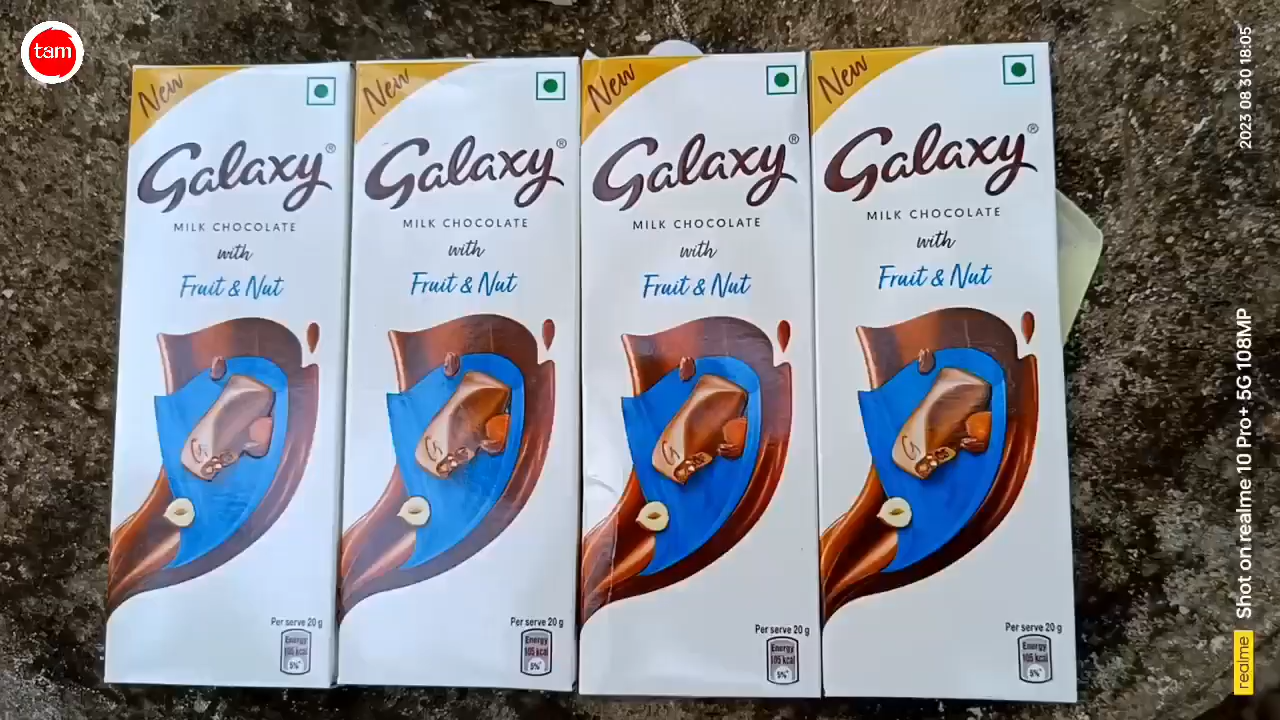 tam
New
Galaxy®
MILK CHOCOLATE
with
Fruit & Nut
Per serve 20 g
Energy
105 kcal
5%*
New
Galaxy®
MILK CHOCOLATE
with
Fruit & Nut
Per serve 20 g
Energy
105 kcal
5%*
New
Galaxy®
MILK CHOCOLATE
with
Fruit & Nut
Per serve 20 g
Energy
105 kcal
5%*
New
Galaxy®
MILK CHOCOLATE
with
Fruit & Nut
Per serve 20 g
Energy
105 kcal
5%*
realme Shot on realme 10 Pro+ 5G 108MP 2023 08 30 18:05